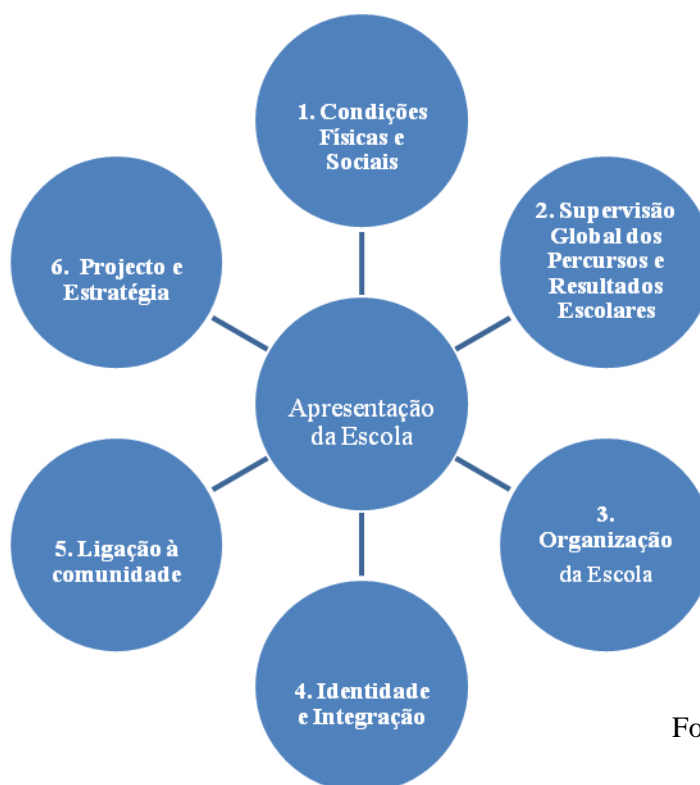 1. Condições
Físicas e
Sociais
2. Supervisão
Global dos
Percursos e
Resultados
Escolares
3.
Organização
da Escola
4. Identidade
e Integração
5. Ligação à
comunidade
6. Projecto e
Estratégia
Apresentação
da Escola
Fo